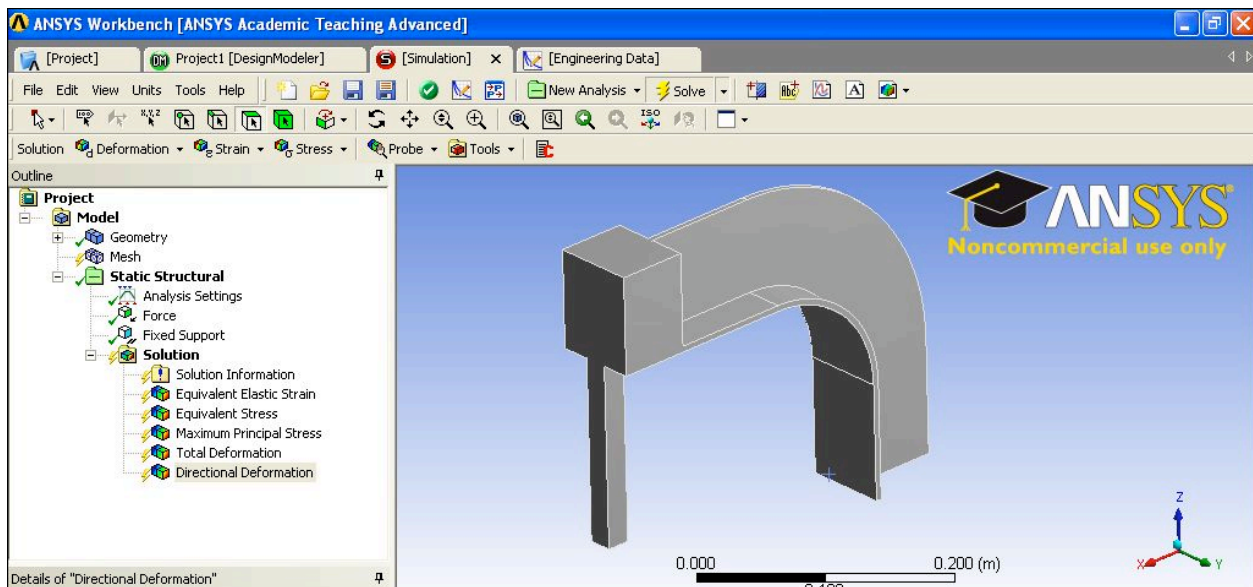 ANSYS Workbench [ANSYS Academic Teaching Advanced]
[Project] Project1 [DesignModeler] [Simulation] [Engineering Data]
File Edit View Units Tools Help New Analysis Solve
Solution Deformation Strain Stress Probe Tools
Outline
Project
Model
Geometry
Mesh
Static Structural
Analysis Settings
Force
Fixed Support
Solution
Solution Information
Equivalent Elastic Strain
Equivalent Stress
Maximum Principal Stress
Total Deformation
Directional Deformation
Details of "Directional Deformation"
ANSYS
Noncommercial use only
0.000 0.200 (m)
Z
X Y